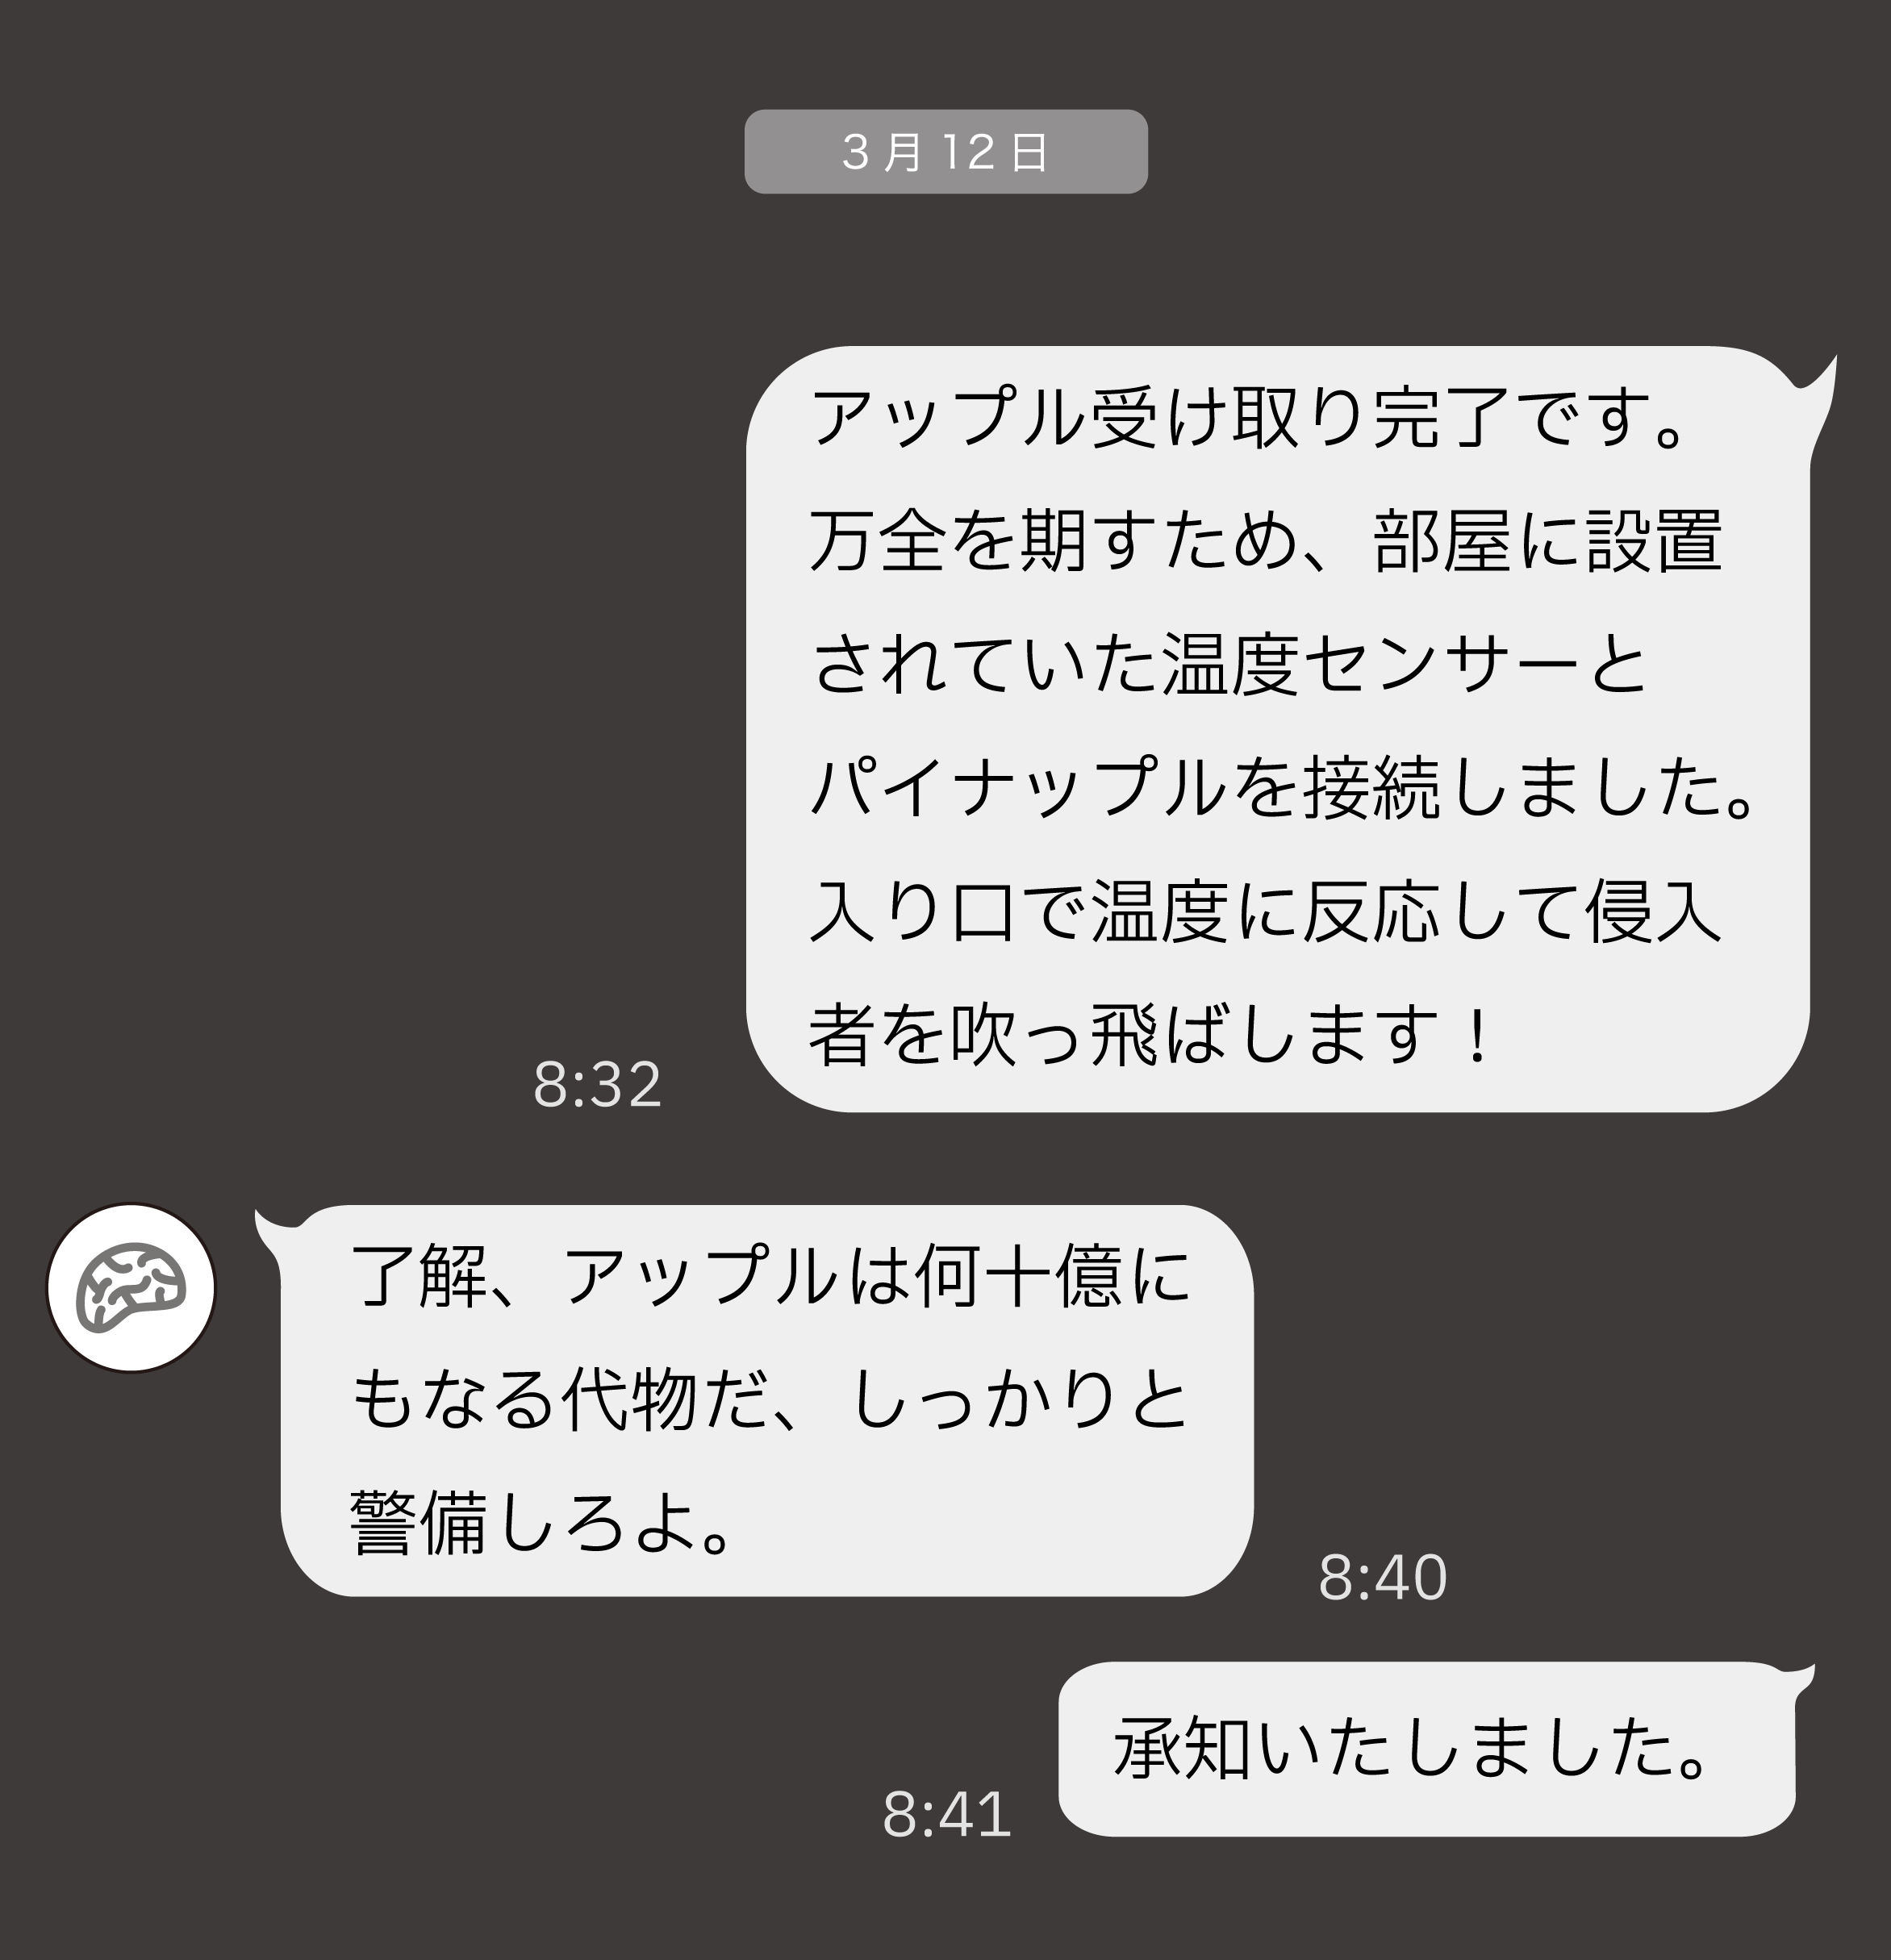 3月12日
アップル受け取り完了です。
万全を期すため、部屋に設置
されていた温度センサーと
パイナップルを接続しました。
入り口で温度に反応して侵入
者を吹っ飛ばします！
8:32
了解、アップルは何十億に
もなる代物だ、しっかりと
警備しろよ。
8:40
承知いたしました。
8:41